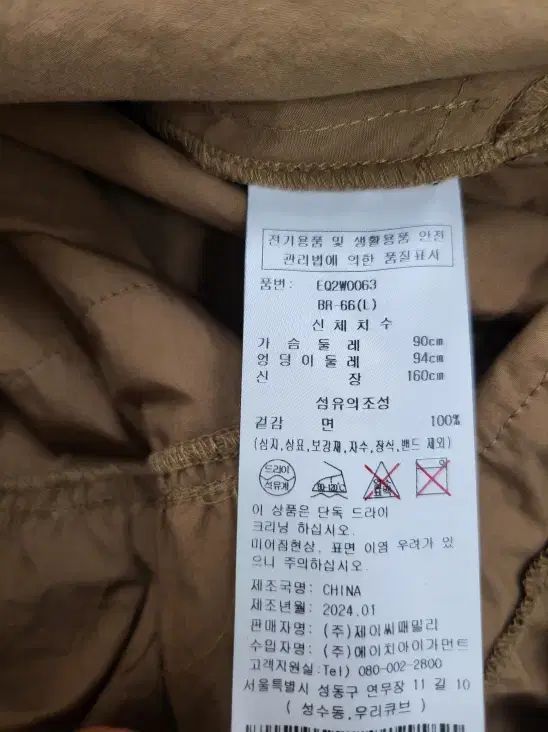 전기용품 및 생활용품 안전
관리법에 의한 품질표시
품번: EQ2WO063
BR-66(L)
신체치수
가슴둘레 90cm
엉덩이둘레 94cm
신장 160cm
섬유의조성
겉감 면 100%
(심지,상표,보강재,자수,장식,밴드 제외)
드라이
석유계
80-120℃
이 상품은 단독 드라이
크리닝 하십시오.
미어짐현상, 표면 이염 우려가 있
으니 주의하십시오.
제조국명: CHINA
제조년월: 2024.01
판매자명: (주)제이씨패밀리
수입자명: (주)에이치아이가먼트
고객지원실:Tel) 080-002-2800
서울특별시 성동구 연무장 11 길 10
( 성수동,우리큐브 )